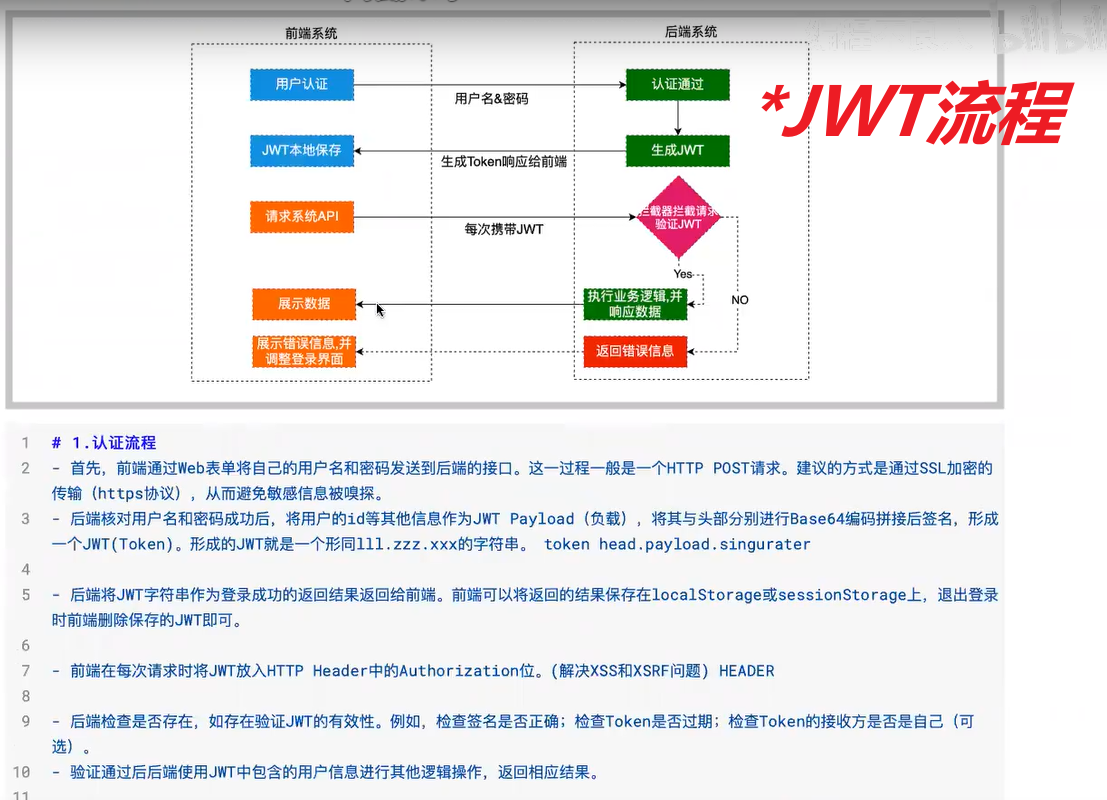 前端系统
后端系统
*JWT流程
用户认证
用户名&密码
认证通过
JWT本地保存
生成Token响应给前端
生成JWT
请求系统API
每次携带JWT
拦截器拦截请求
验证JWT
Yes
NO
展示数据
执行业务逻辑,并
响应数据
展示错误信息,并
调整登录界面
返回错误信息
1 # 1.认证流程
2 - 首先，前端通过Web表单将自己的用户名和密码发送到后端的接口。这一过程一般是一个HTTP POST请求。建议的方式是通过SSL加密的
传输（https协议），从而避免敏感信息被嗅探。
3 - 后端核对用户名和密码成功后，将用户的id等其他信息作为JWT Payload（负载），将其与头部分别进行Base64编码拼接后签名，形成
一个JWT(Token)。形成的JWT就是一个形同lll.zzz.xxx的字符串。 token head.payload.singurater
4
5 - 后端将JWT字符串作为登录成功的返回结果返回给前端。前端可以将返回的结果保存在localStorage或sessionStorage上，退出登录
时前端删除保存的JWT即可。
6
7 - 前端在每次请求时将JWT放入HTTP Header中的Authorization位。(解决XSS和XSRF问题) HEADER
8
9 - 后端检查是否存在，如存在验证JWT的有效性。例如，检查签名是否正确；检查Token是否过期；检查Token的接收方是否是自己（可
选）。
10 - 验证通过后后端使用JWT中包含的用户信息进行其他逻辑操作，返回相应结果。
11